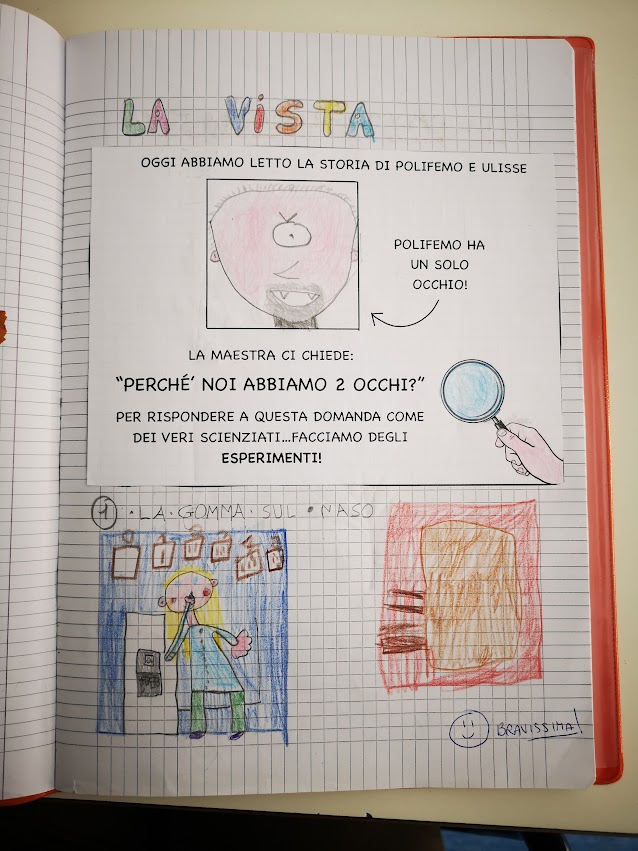 LA VISTA
OGGI ABBIAMO LETTO LA STORIA DI POLIFEMO E ULISSE
POLIFEMO HA
UN SOLO
OCCHIO!
LA MAESTRA CI CHIEDE:
“PERCHÉ’ NOI ABBIAMO 2 OCCHI?”
PER RISPONDERE A QUESTA DOMANDA COME
DEI VERI SCIENZIATI...FACCIAMO DEGLI
ESPERIMENTI!
1 •LA•GOMMA•SUL•NASO
BRAVISSIMA!